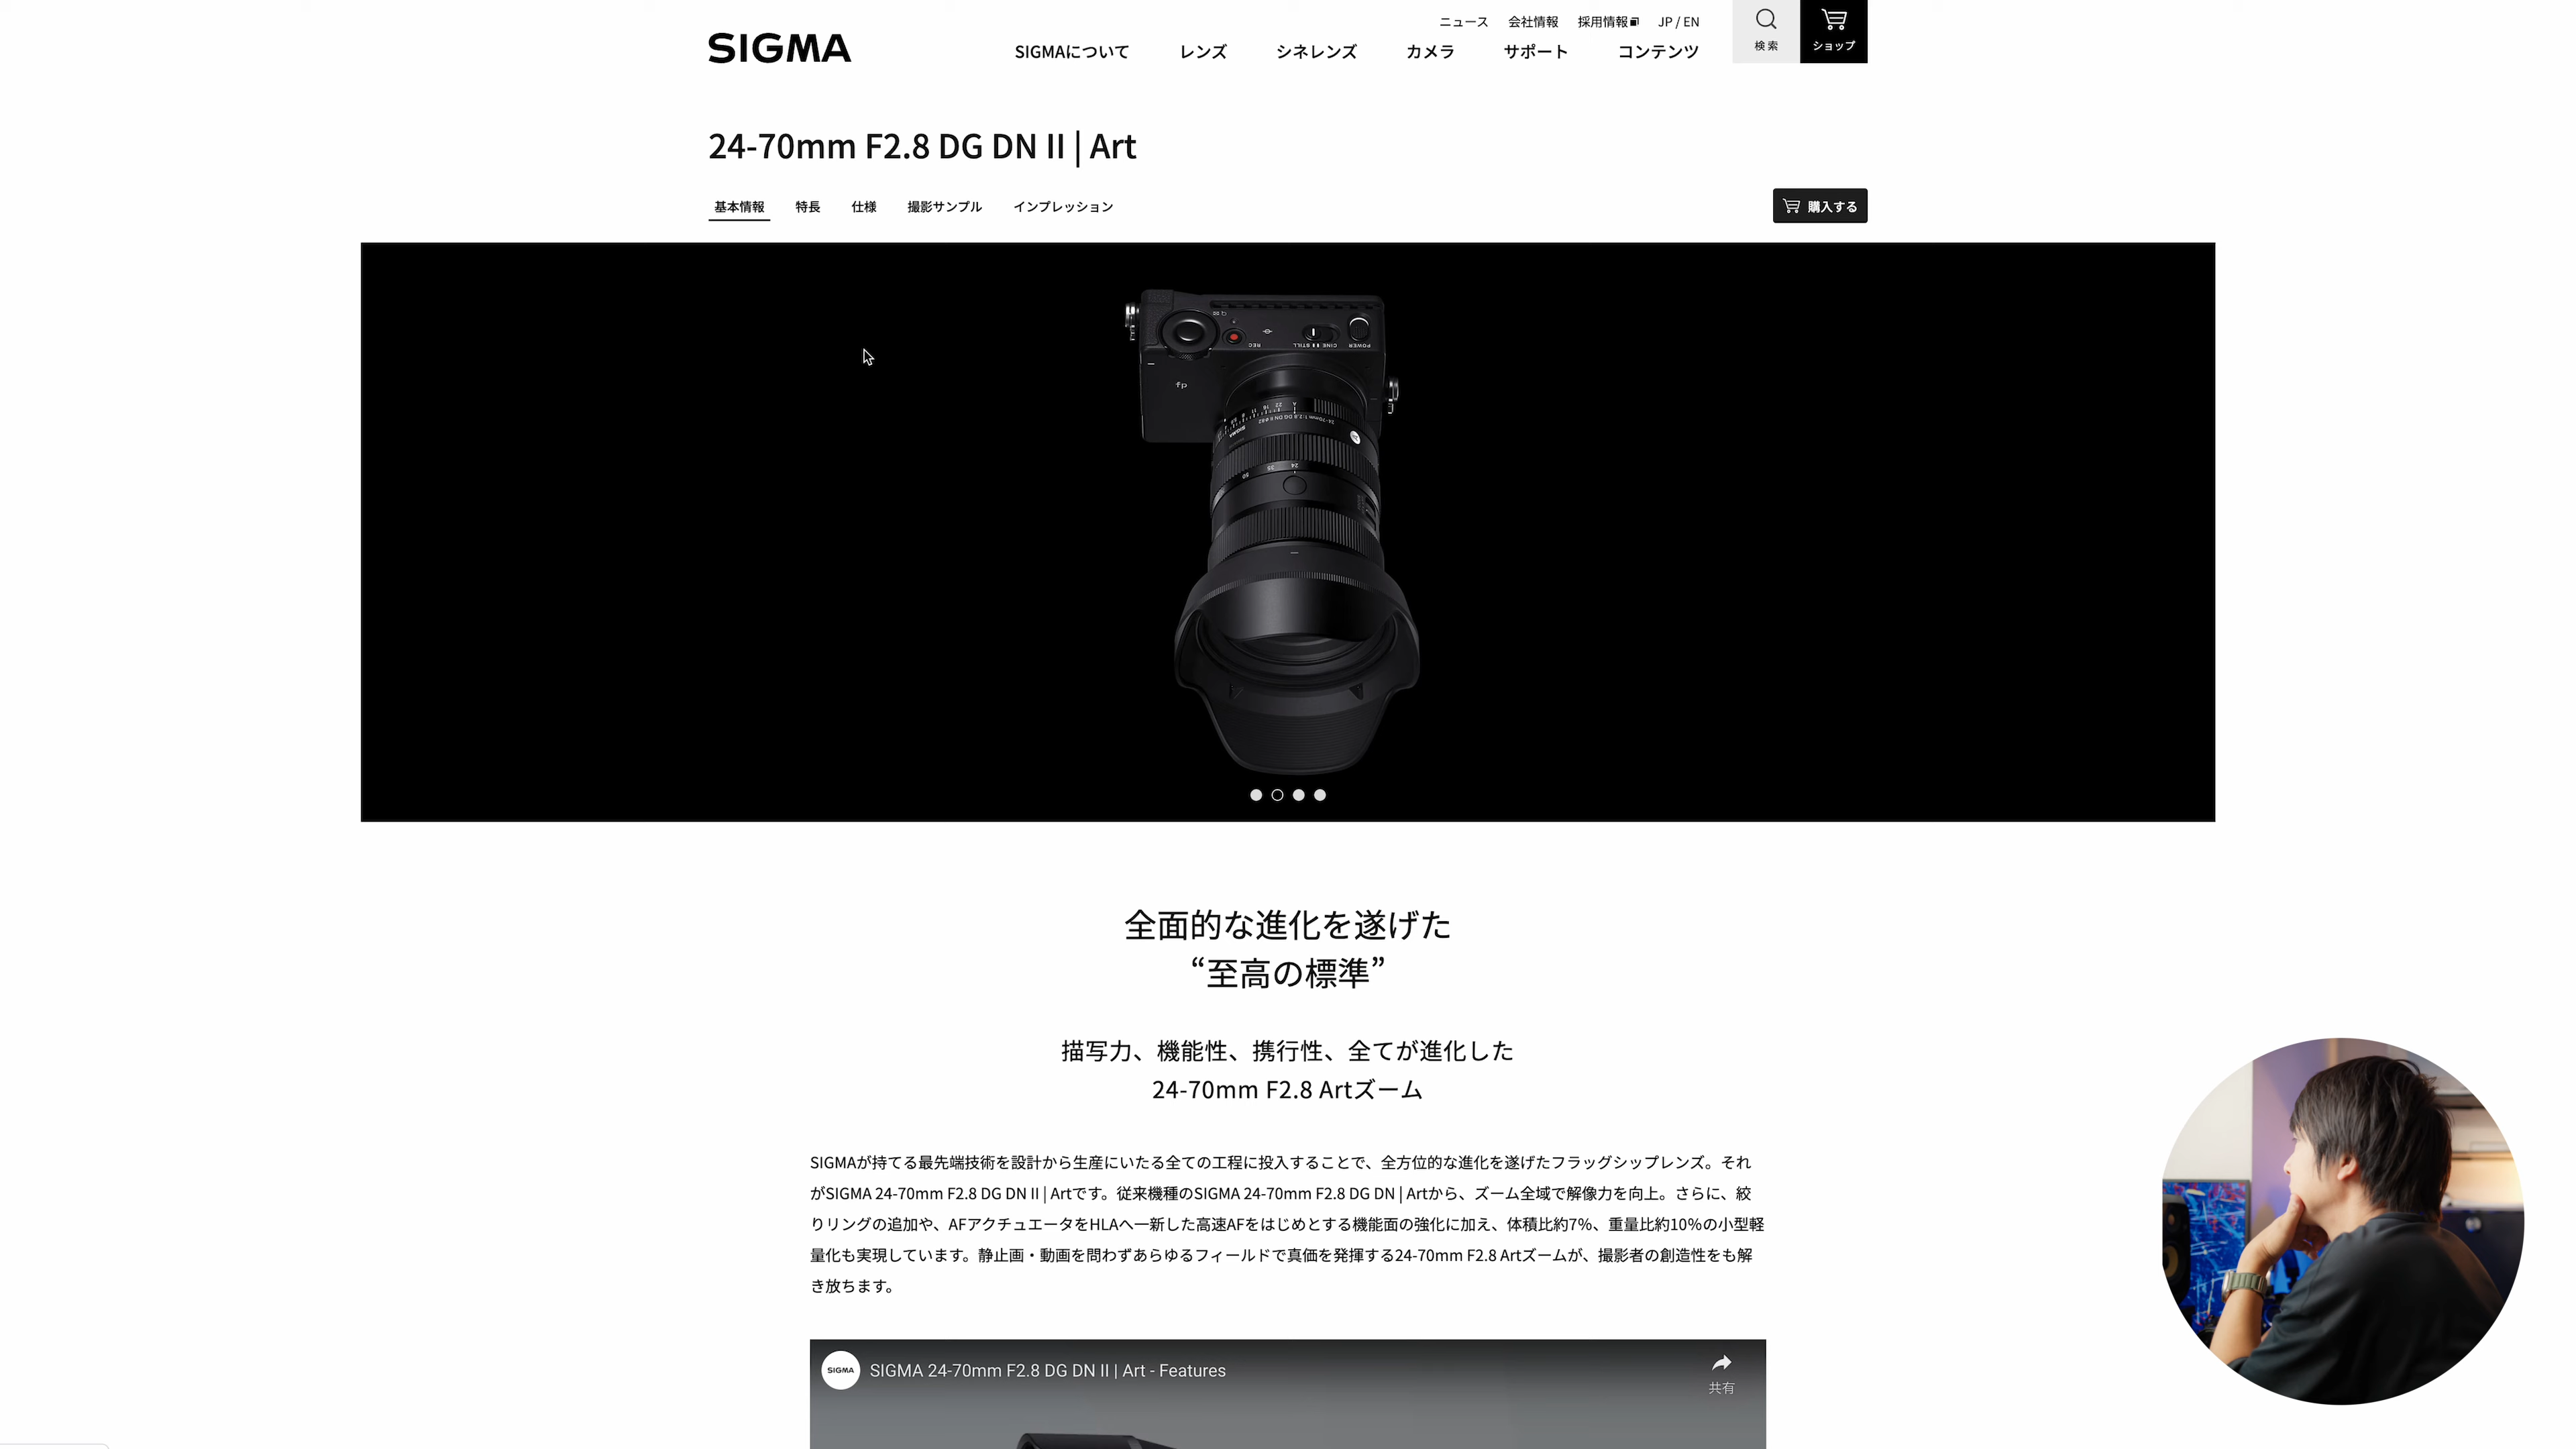 ニュース 会社情報 採用情報 JP / EN
SIGMA
SIGMAについて レンズ シネレンズ カメラ サポート コンテンツ
検索
ショップ
24-70mm F2.8 DG DN II | Art
基本情報 特長 仕様 撮影サンプル インプレッション
購入する
POWER
CINE STILL
REC
fp
全面的な進化を遂げた
“至高の標準”
描写力、機能性、携行性、全てが進化した
24-70mm F2.8 Artズーム
SIGMAが持てる最先端技術を設計から生産にいたる全ての工程に投入することで、全方位的な進化を遂げたフラッグシップレンズ。それ
がSIGMA 24-70mm F2.8 DG DN II | Artです。従来機種のSIGMA 24-70mm F2.8 DG DN | Artから、ズーム全域で解像力を向上。さらに、絞
りリングの追加や、AFアクチュエータをHLAへ一新した高速AFをはじめとする機能面の強化に加え、体積比約7%、重量比約10%の小型軽
量化も実現しています。静止画・動画を問わずあらゆるフィールドで真価を発揮する24-70mm F2.8 Artズームが、撮影者の創造性をも解
き放ちます。
SIGMA
SIGMA 24-70mm F2.8 DG DN II | Art - Features
共有